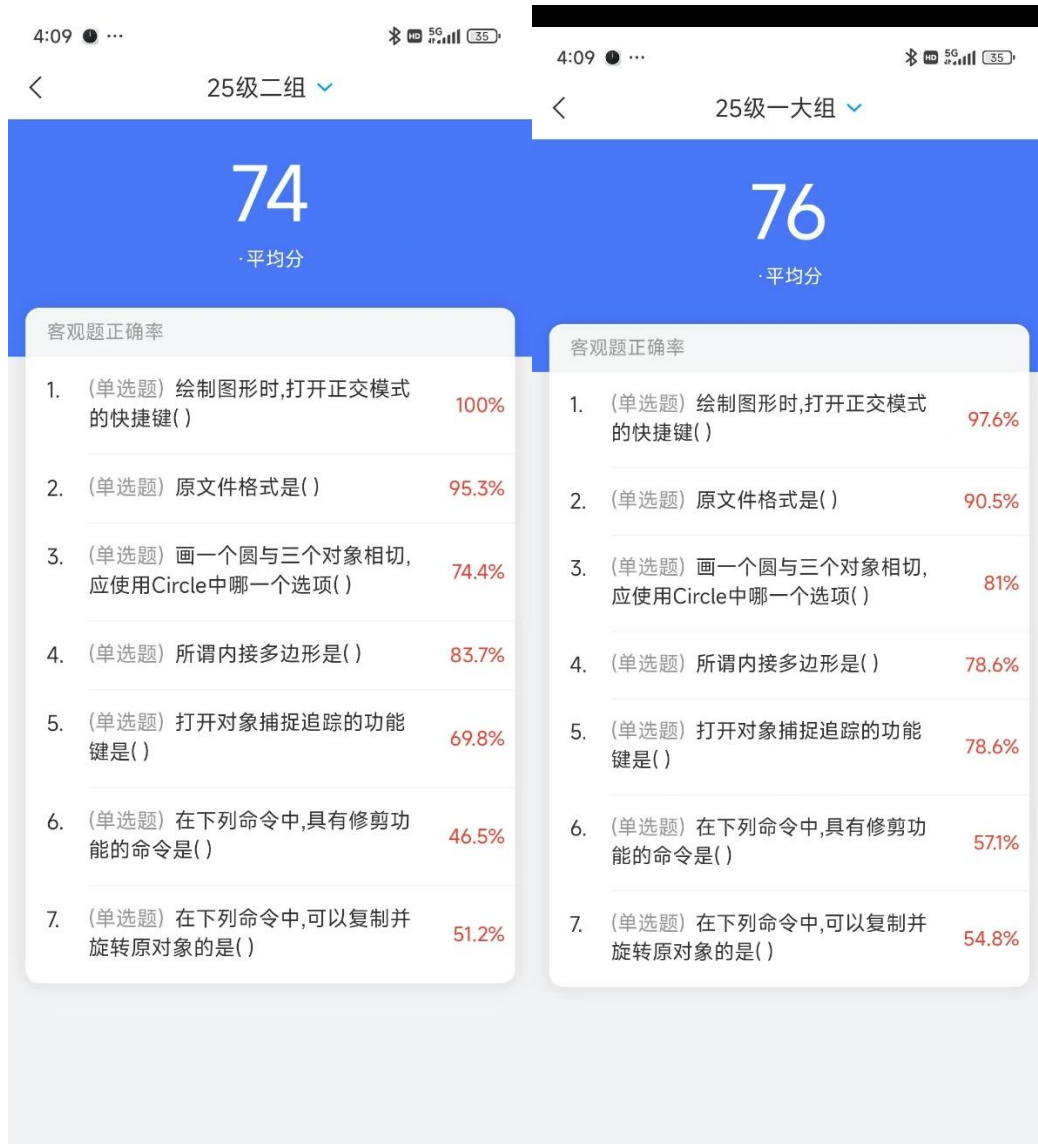 4:09 ...
HD 5G 35
25级二组
74
·平均分
客观题正确率
1. (单选题) 绘制图形时,打开正交模式
的快捷键( )
100%
2. (单选题) 原文件格式是( )
95.3%
3. (单选题) 画一个圆与三个对象相切,
应使用Circle中哪一个选项( )
74.4%
4. (单选题) 所谓内接多边形是( )
83.7%
5. (单选题) 打开对象捕捉追踪的功能
键是( )
69.8%
6. (单选题) 在下列命令中,具有修剪功
能的命令是( )
46.5%
7. (单选题) 在下列命令中,可以复制并
旋转原对象的是( )
51.2%
4:09 ...
HD 5G 35
25级一大组
76
·平均分
客观题正确率
1. (单选题) 绘制图形时,打开正交模式
的快捷键( )
97.6%
2. (单选题) 原文件格式是( )
90.5%
3. (单选题) 画一个圆与三个对象相切,
应使用Circle中哪一个选项( )
81%
4. (单选题) 所谓内接多边形是( )
78.6%
5. (单选题) 打开对象捕捉追踪的功能
键是( )
78.6%
6. (单选题) 在下列命令中,具有修剪功
能的命令是( )
57.1%
7. (单选题) 在下列命令中,可以复制并
旋转原对象的是( )
54.8%